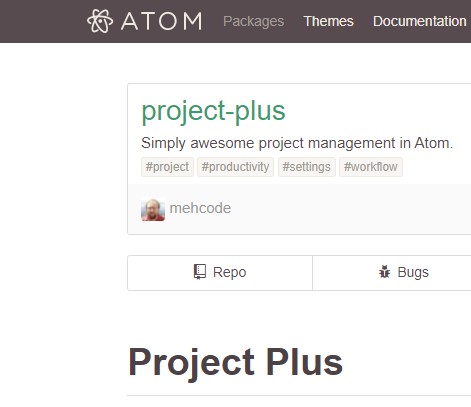 ATOM Packages Themes Documentation
project-plus
Simply awesome project management in Atom.
#project #productivity #settings #workflow
mehcode
Repo Bugs
Project Plus